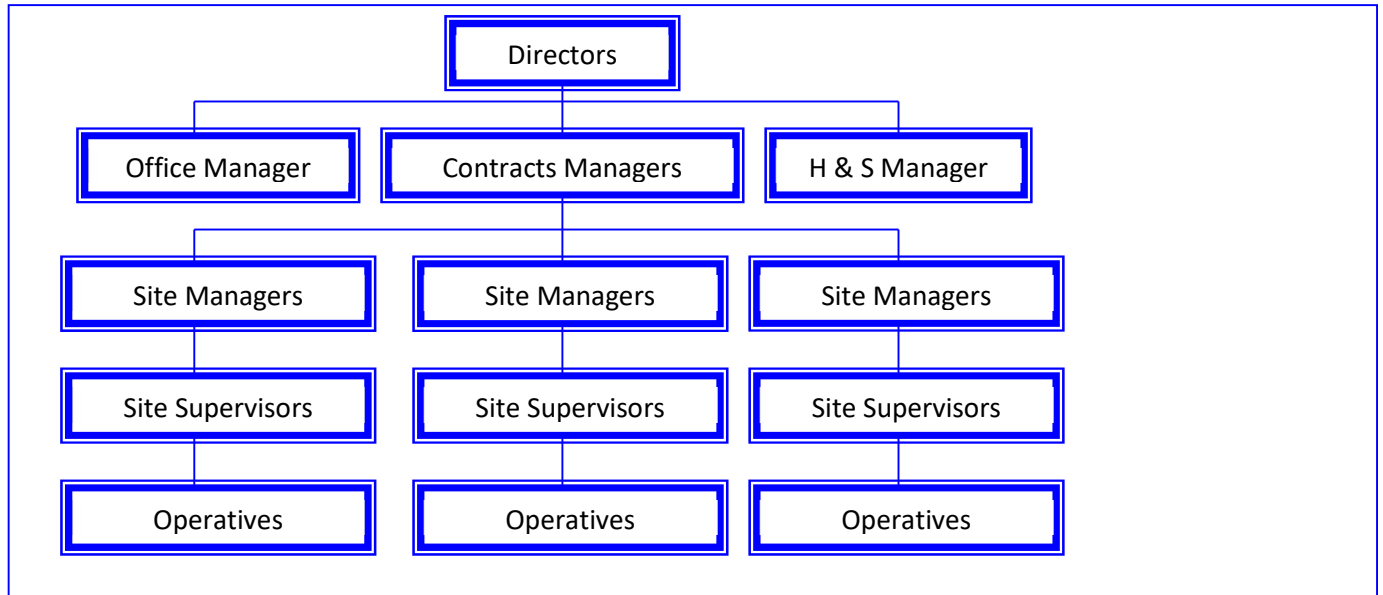 Directors
Office Manager
Contracts Managers
H & S Manager
Site Managers
Site Managers
Site Managers
Site Supervisors
Site Supervisors
Site Supervisors
Operatives
Operatives
Operatives